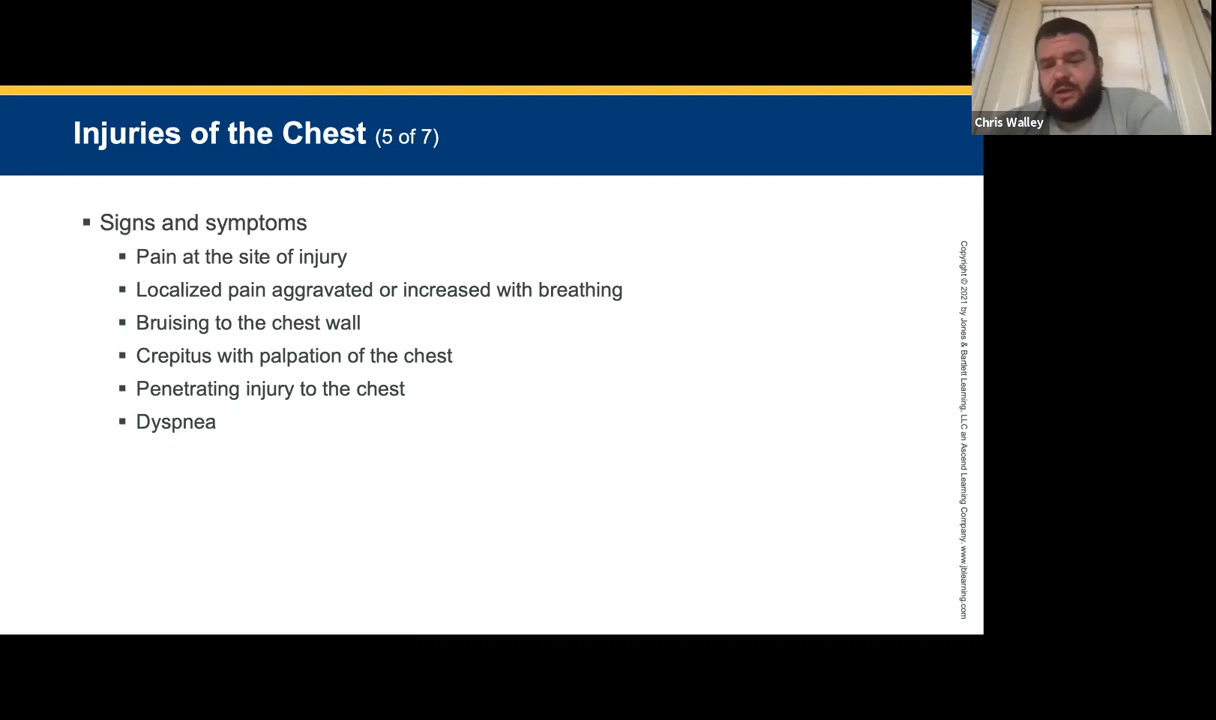 Injuries of the Chest (5 of 7)
Chris Walley
▪ Signs and symptoms
▪ Pain at the site of injury
▪ Localized pain aggravated or increased with breathing
▪ Bruising to the chest wall
▪ Crepitus with palpation of the chest
▪ Penetrating injury to the chest
▪ Dyspnea
Copyright © 2021 by Jones & Bartlett Learning, LLC an Ascend Learning Company. www.jblearning.com